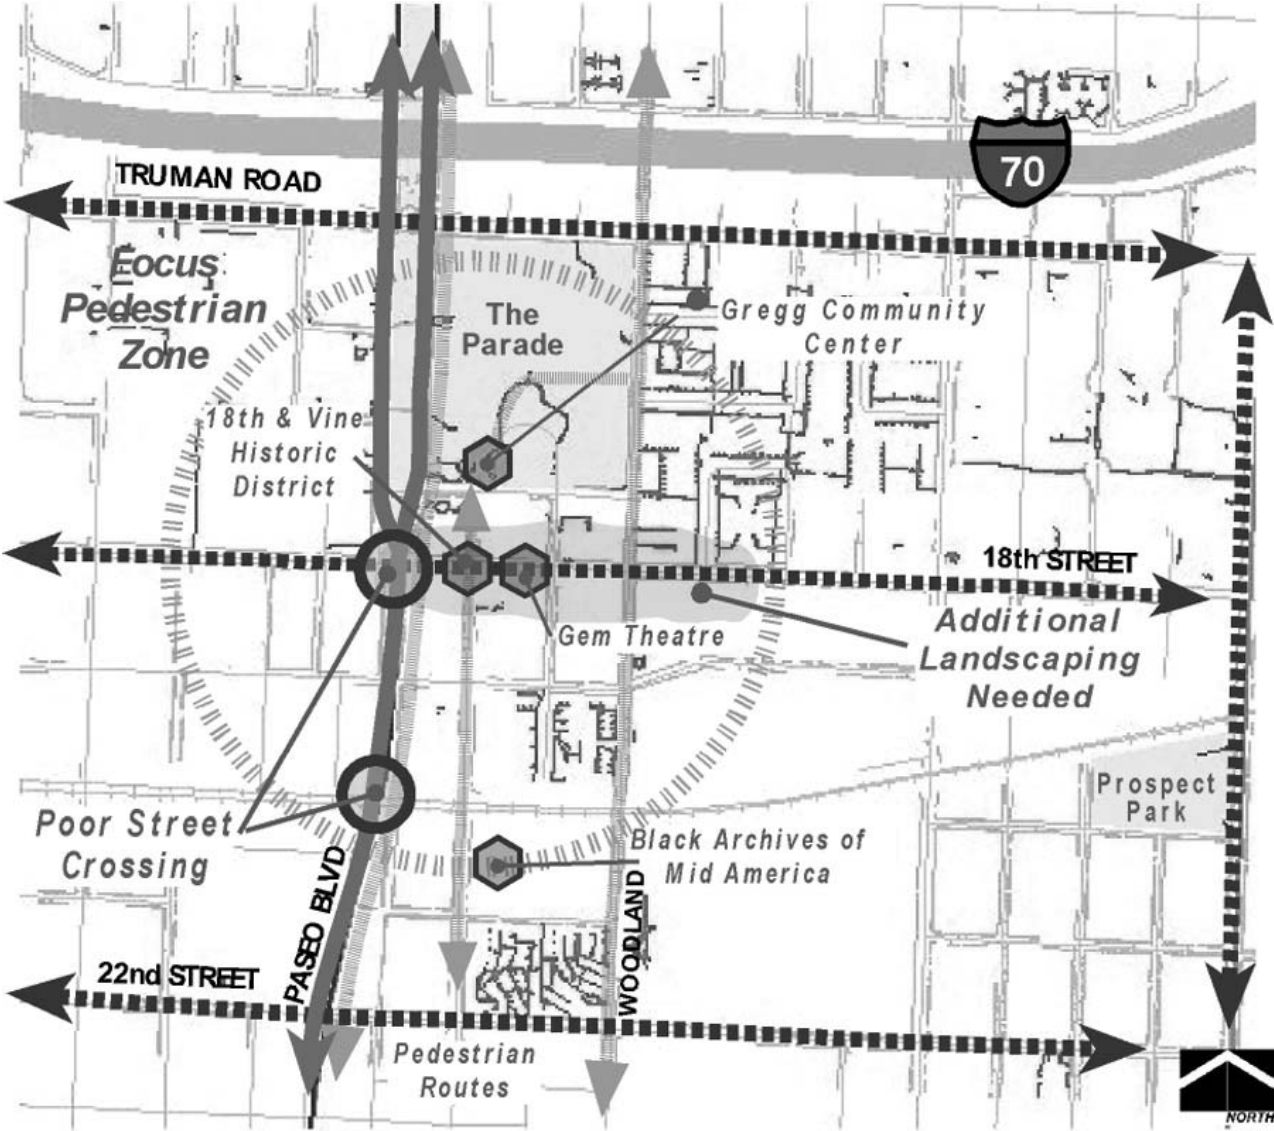 70
TRUMAN ROAD
Focus
Pedestrian
Zone
The
Parade
Gregg Community
Center
18th & Vine
Historic
District
18th STREET
Additional
Landscaping
Needed
Gem Theatre
Prospect
Park
Poor Street
Crossing
Black Archives of
Mid America
PASEO BLVD
WOODLAND
22nd STREET
Pedestrian
Routes
NORTH